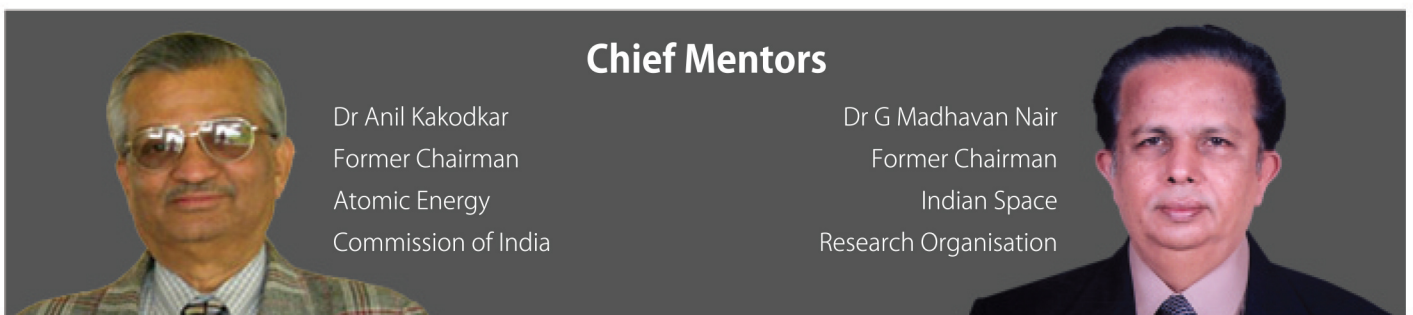 Chief Mentors
Dr Anil Kakodkar
Former Chairman
Atomic Energy
Commission of India
Dr G Madhavan Nair
Former Chairman
Indian Space
Research Organisation